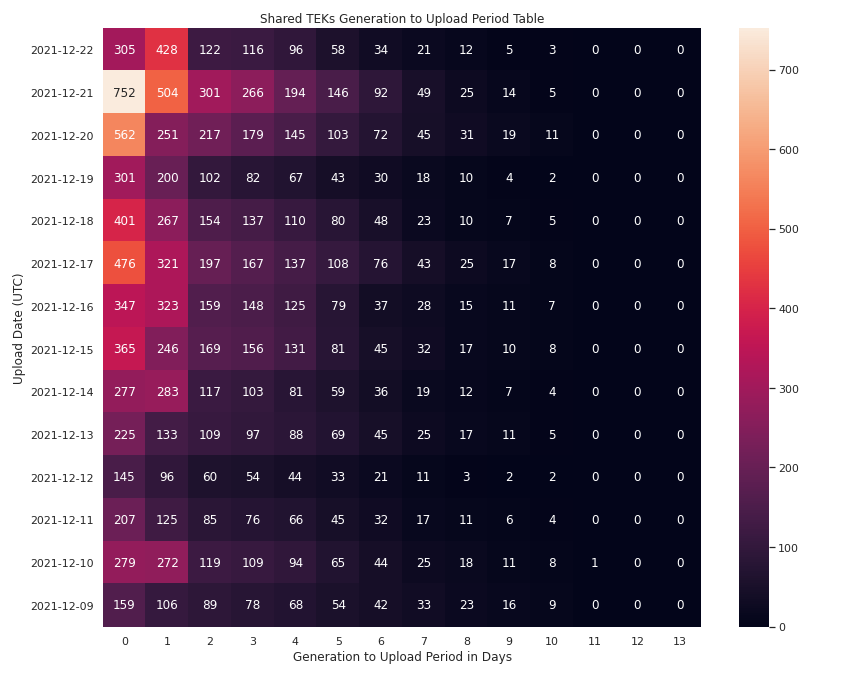 Shared TEKs Generation to Upload Period Table
Upload Date (UTC)
2021-12-22 305 428 122 116 96 58 34 21 12 5 3 0 0 0
2021-12-21 752 504 301 266 194 146 92 49 25 14 5 0 0 0
2021-12-20 562 251 217 179 145 103 72 45 31 19 11 0 0 0
2021-12-19 301 200 102 82 67 43 30 18 10 4 2 0 0 0
2021-12-18 401 267 154 137 110 80 48 23 10 7 5 0 0 0
2021-12-17 476 321 197 167 137 108 76 43 25 17 8 0 0 0
2021-12-16 347 323 159 148 125 79 37 28 15 11 7 0 0 0
2021-12-15 365 246 169 156 131 81 45 32 17 10 8 0 0 0
2021-12-14 277 283 117 103 81 59 36 19 12 7 4 0 0 0
2021-12-13 225 133 109 97 88 69 45 25 17 11 5 0 0 0
2021-12-12 145 96 60 54 44 33 21 11 3 2 2 0 0 0
2021-12-11 207 125 85 76 66 45 32 17 11 6 4 0 0 0
2021-12-10 279 272 119 109 94 65 44 25 18 11 8 1 0 0
2021-12-09 159 106 89 78 68 54 42 33 23 16 9 0 0 0
0 1 2 3 4 5 6 7 8 9 10 11 12 13
Generation to Upload Period in Days
700
600
500
400
300
200
100
0